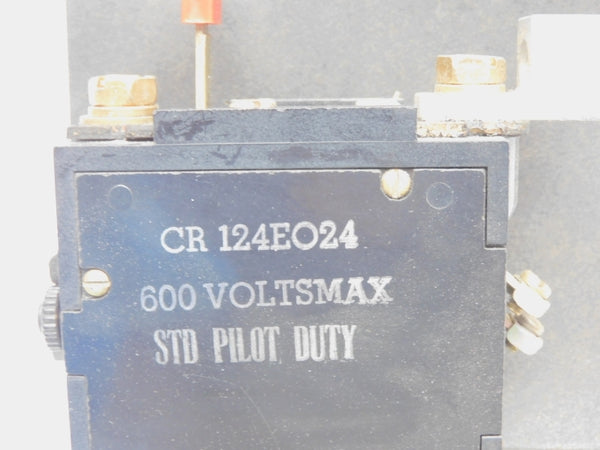 CR 124EO24
600 VOLTSMAX
STD PILOT DUTY